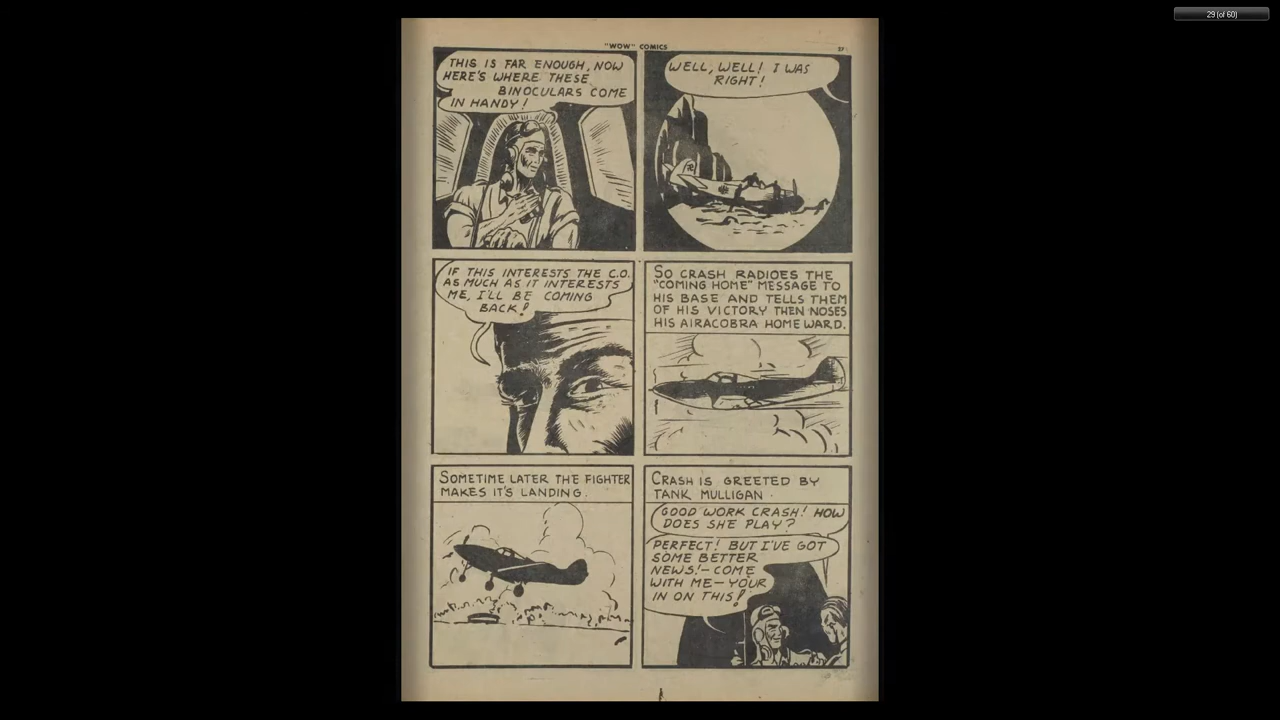 29 (of 60)
"WOW" COMICS
37
THIS IS FAR ENOUGH, NOW
HERE'S WHERE THESE
BINOCULARS COME
IN HANDY!
WELL, WELL! I WAS
RIGHT!
IF THIS INTERESTS THE C.O.
AS MUCH AS IT INTERESTS
ME, I'LL BE COMING
BACK!
SO CRASH RADIOES THE
"COMING HOME" MESSAGE TO
HIS BASE AND TELLS THEM
OF HIS VICTORY THEN NOSES
HIS AIRACOBRA HOMEWARD.
SOMETIME LATER THE FIGHTER
MAKES IT'S LANDING.
CRASH IS GREETED BY
TANK MULLIGAN.
GOOD WORK CRASH! HOW
DOES SHE PLAY?
PERFECT! BUT I'VE GOT
SOME BETTER
NEWS!—COME
WITH ME—YOUR
IN ON THIS!